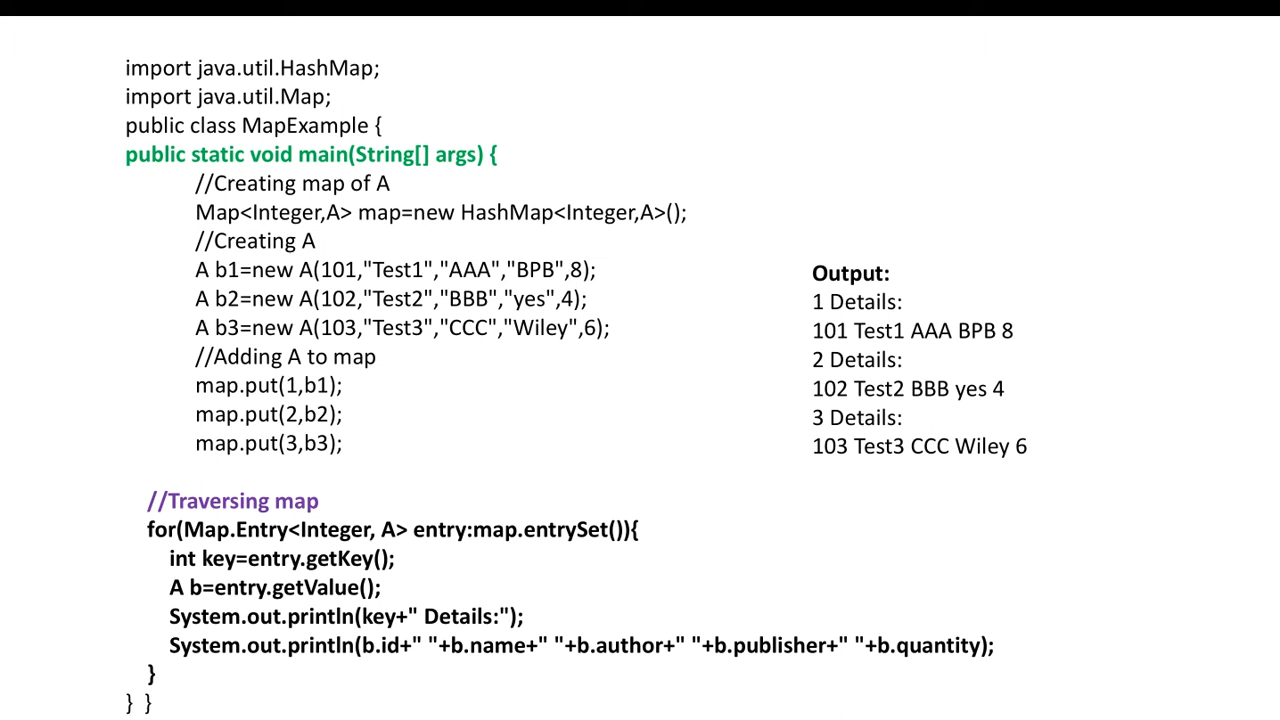 import java.util.HashMap;
import java.util.Map;
public class MapExample {
public static void main(String[] args) {
//Creating map of A
Map<Integer,A> map=new HashMap<Integer,A>();
//Creating A
A b1=new A(101,"Test1","AAA","BPB",8);
A b2=new A(102,"Test2","BBB","yes",4);
A b3=new A(103,"Test3","CCC","Wiley",6);
//Adding A to map
map.put(1,b1);
map.put(2,b2);
map.put(3,b3);
//Traversing map
for(Map.Entry<Integer, A> entry:map.entrySet()){
int key=entry.getKey();
A b=entry.getValue();
System.out.println(key+" Details:");
System.out.println(b.id+" "+b.name+" "+b.author+" "+b.publisher+" "+b.quantity);
}
} }
Output:
1 Details:
101 Test1 AAA BPB 8
2 Details:
102 Test2 BBB yes 4
3 Details:
103 Test3 CCC Wiley 6